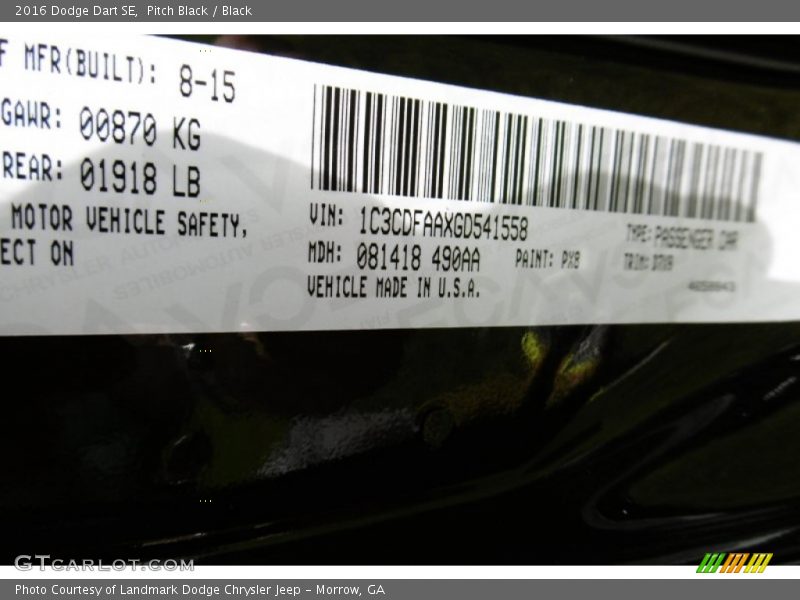 2016 Dodge Dart SE, Pitch Black / Black
F MFR(BUILT): 8-15
GAWR: 00870 KG
REAR: 01918 LB
MOTOR VEHICLE SAFETY,
ECT ON
VIN: 1C3CDFAAXGD541558
TYPE: PASSENGER CAR
MDH: 081418 490AA
PAINT: PX8
TRIM:
VEHICLE MADE IN U.S.A.
GTcarlot.com
Photo Courtesy of Landmark Dodge Chrysler Jeep - Morrow, GA